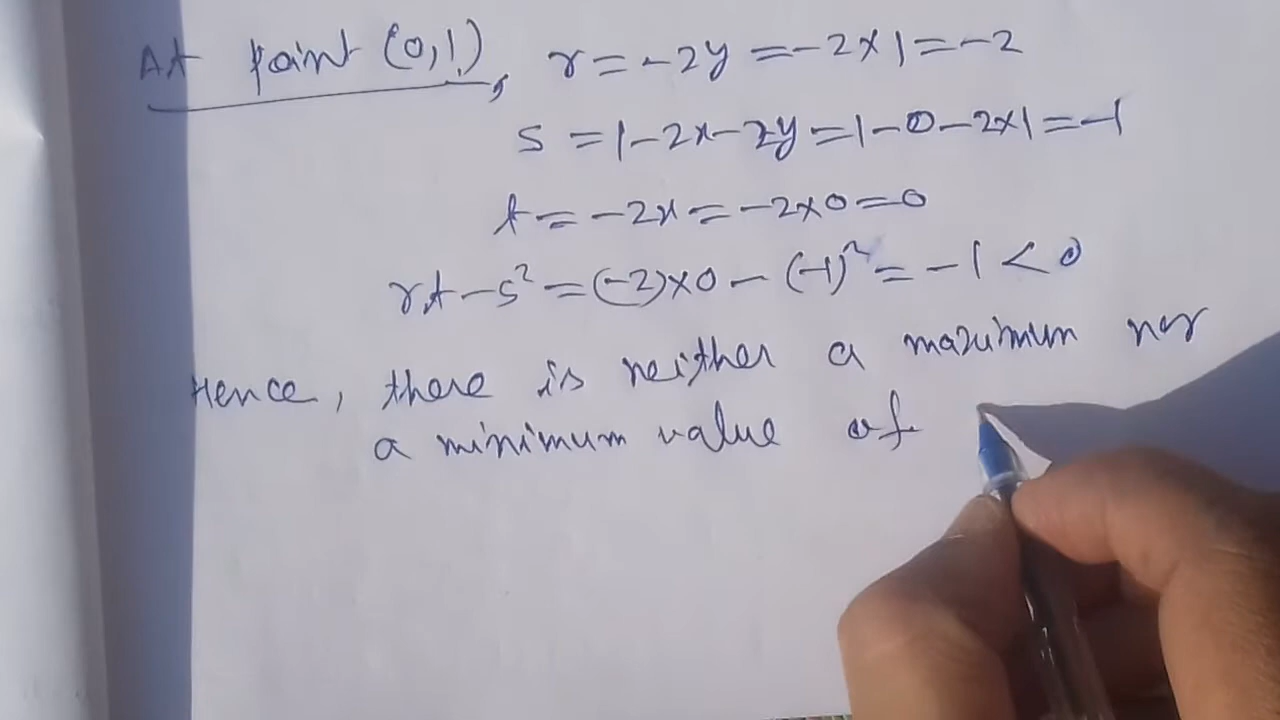 At point (0,1), r = -2y = -2×1 = -2
s = 1-2x-2y = 1-0-2×1 = -1
t = -2x = -2×0 = 0
rt - s² = (-2)×0 - (-1)² = -1 < 0
Hence, there is neither a maximum nor
a minimum value of